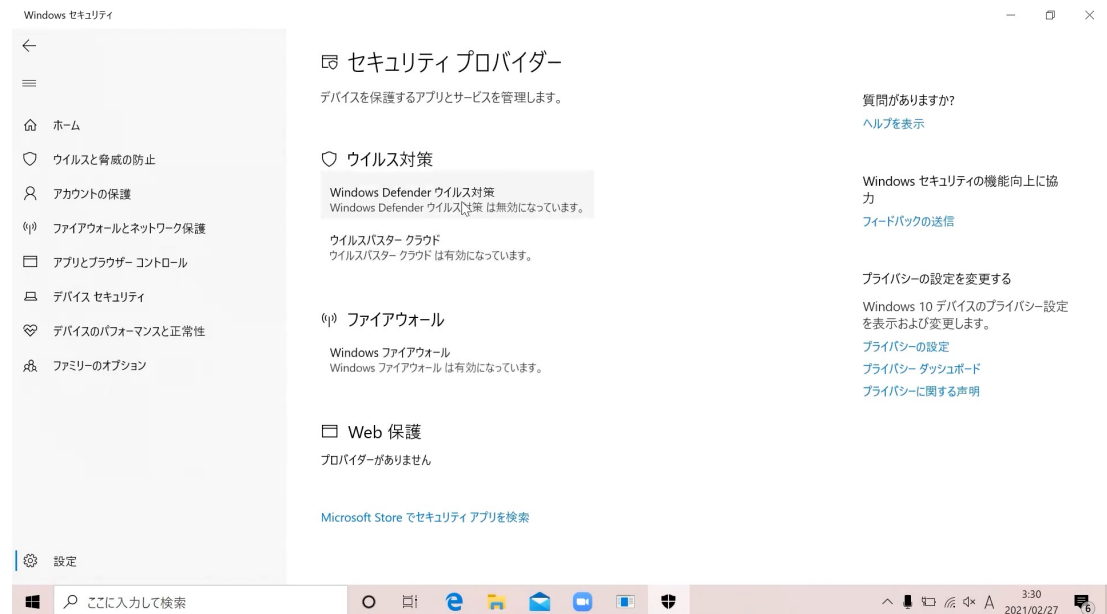 Windows セキュリティ
ホーム
ウイルスと脅威の防止
アカウントの保護
ファイアウォールとネットワーク保護
アプリとブラウザー コントロール
デバイス セキュリティ
デバイスのパフォーマンスと正常性
ファミリーのオプション
設定
セキュリティ プロバイダー
デバイスを保護するアプリとサービスを管理します。
ウイルス対策
Windows Defender ウイルス対策
Windows Defender ウイルス対策 は無効になっています。
ウイルスバスター クラウド
ウイルスバスター クラウド は有効になっています。
ファイアウォール
Windows ファイアウォール
Windows ファイアウォール は有効になっています。
Web 保護
プロバイダーがありません
Microsoft Store でセキュリティ アプリを検索
質問がありますか?
ヘルプを表示
Windows セキュリティの機能向上に協
力
フィードバックの送信
プライバシーの設定を変更する
Windows 10 デバイスのプライバシー設定
を表示および変更します。
プライバシーの設定
プライバシー ダッシュボード
プライバシーに関する声明
ここに入力して検索
A
3:30
2021/02/27
6